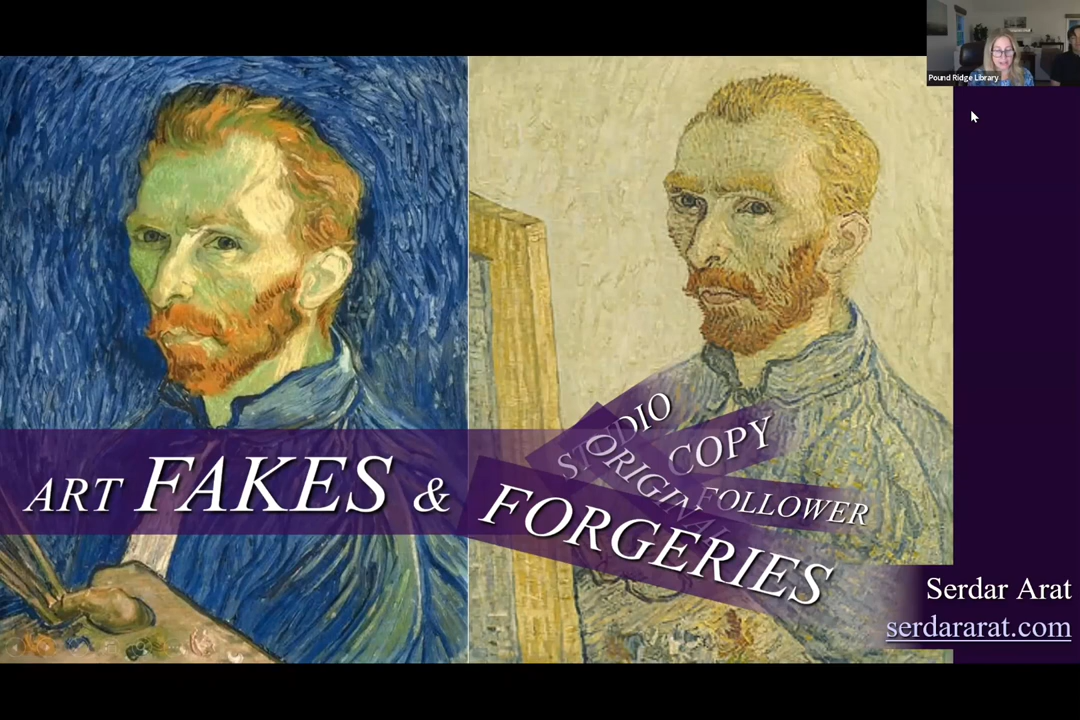 Pound Ridge Library
ART FAKES & FORGERIES
STUDIO
ORIGINAL
COPY
FOLLOWER
Serdar Arat
serdararat.com